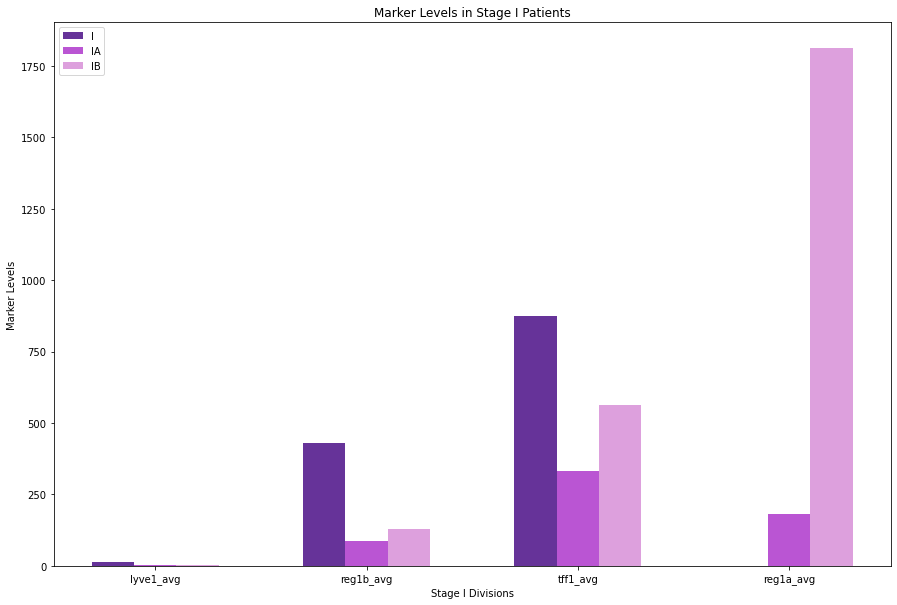 Marker Levels in Stage I Patients
I
IA
IB
Marker Levels
1750
1500
1250
1000
750
500
250
0
lyve1_avg
reg1b_avg
tff1_avg
reg1a_avg
Stage I Divisions